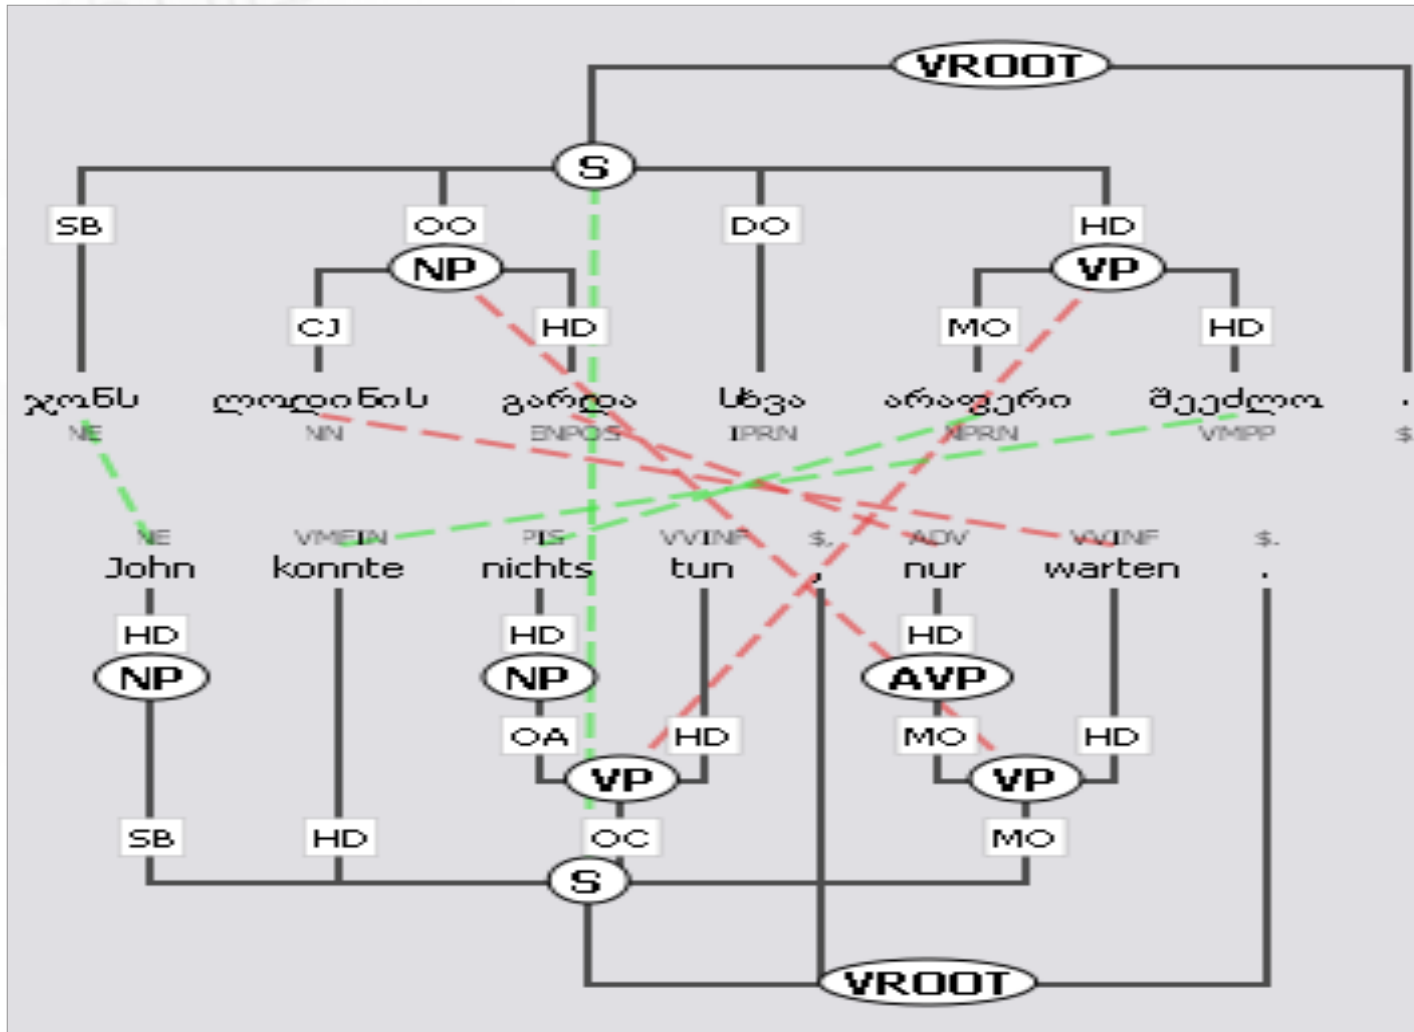 VROOT
S
SB OO DO HD
NP VP
CJ HD MO HD
ჯონს ლოდინის გარდა სხვა არაფერი შეეძლო .
NE NN ENPOS IPRN NPRN VMPP $
NE VMFIN PIS VVINF $, ADV VVINF $.
John konnte nichts tun , nur warten .
HD HD HD
NP NP AVP
OA HD MO HD
VP VP
SB HD OC MO
S
VROOT